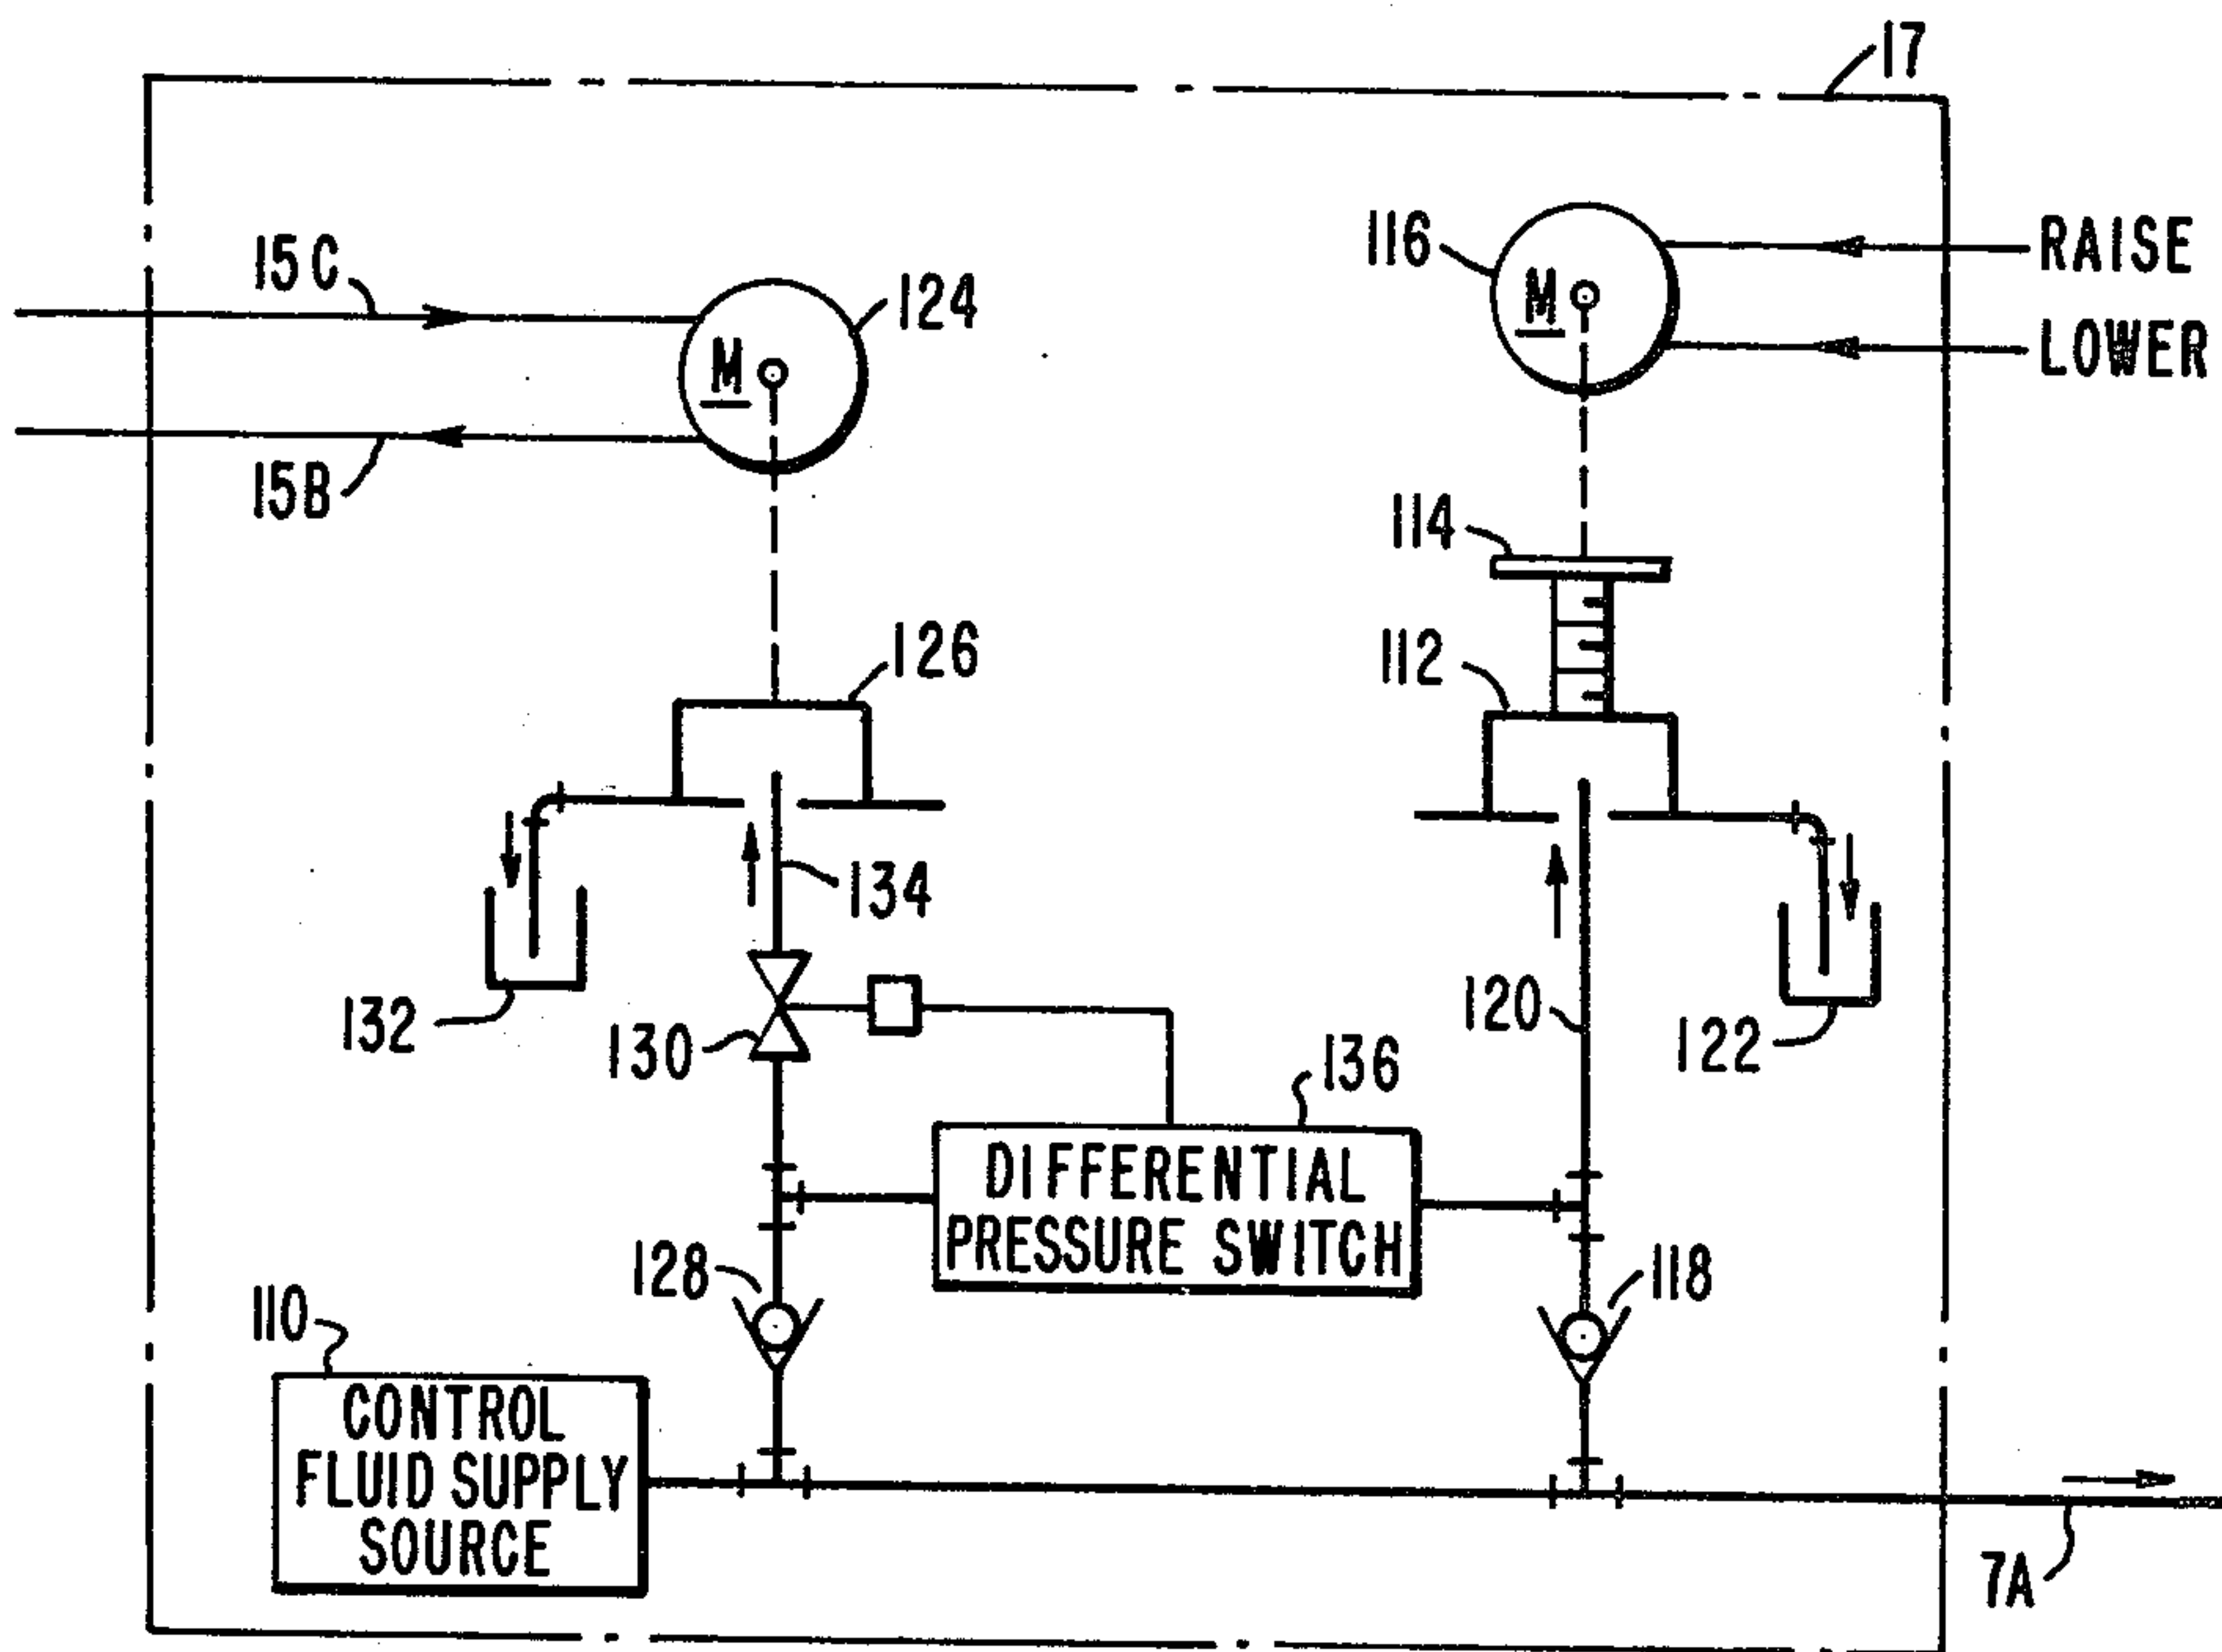 17
116
RAISE
15C
124
M
M
LOWER
15B
114
126
112
134
132
130
120
122
136
DIFFERENTIAL
PRESSURE SWITCH
128
118
110
CONTROL
FLUID SUPPLY
SOURCE
7A